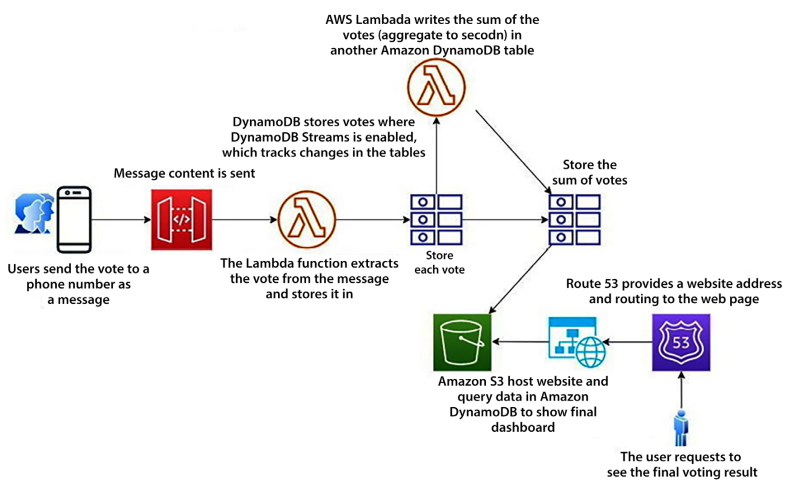 AWS Lambada writes the sum of the
votes (aggregate to secodn) in
another Amazon DynamoDB table
DynamoDB stores votes where
DynamoDB Streams is enabled,
which tracks changes in the tables
Message content is sent
Store the
sum of votes
Users send the vote to a
phone number as
a message
The Lambda function extracts
the vote from the message
and stores it in
Store
each vote
Route 53 provides a website address
and routing to the web page
53
Amazon S3 host website and
query data in Amazon
DynamoDB to show final
dashboard
The user requests to
see the final voting result